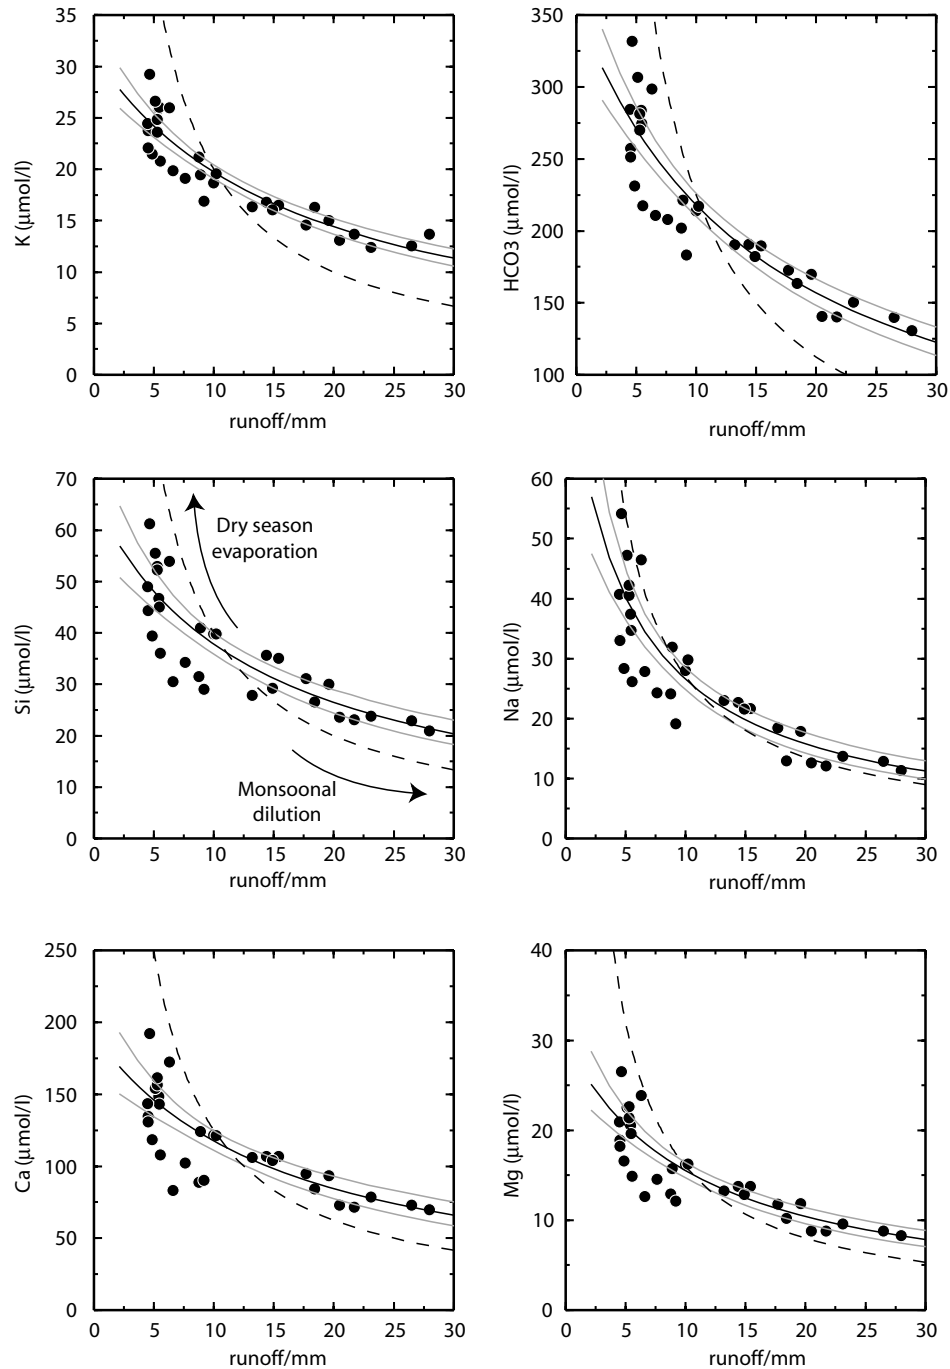 35
30
25
20
15
10
5
0
K (μmol/l)
0 5 10 15 20 25 30
runoff/mm
350
300
250
200
150
100
HCO3 (μmol/l)
0 5 10 15 20 25 30
runoff/mm
70
60
50
40
30
20
10
0
Si (μmol/l)
Dry season
evaporation
Monsoonal
dilution
0 5 10 15 20 25 30
runoff/mm
60
50
40
30
20
10
0
Na (μmol/l)
0 5 10 15 20 25 30
runoff/mm
250
200
150
100
50
0
Ca (μmol/l)
0 5 10 15 20 25 30
runoff/mm
40
30
20
10
0
Mg (μmol/l)
0 5 10 15 20 25 30
runoff/mm